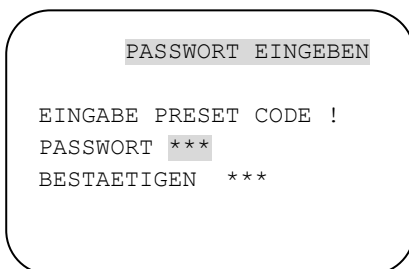 PASSWORT EINGEBEN
EINGABE PRESET CODE !
PASSWORT ***
BESTAETIGEN ***